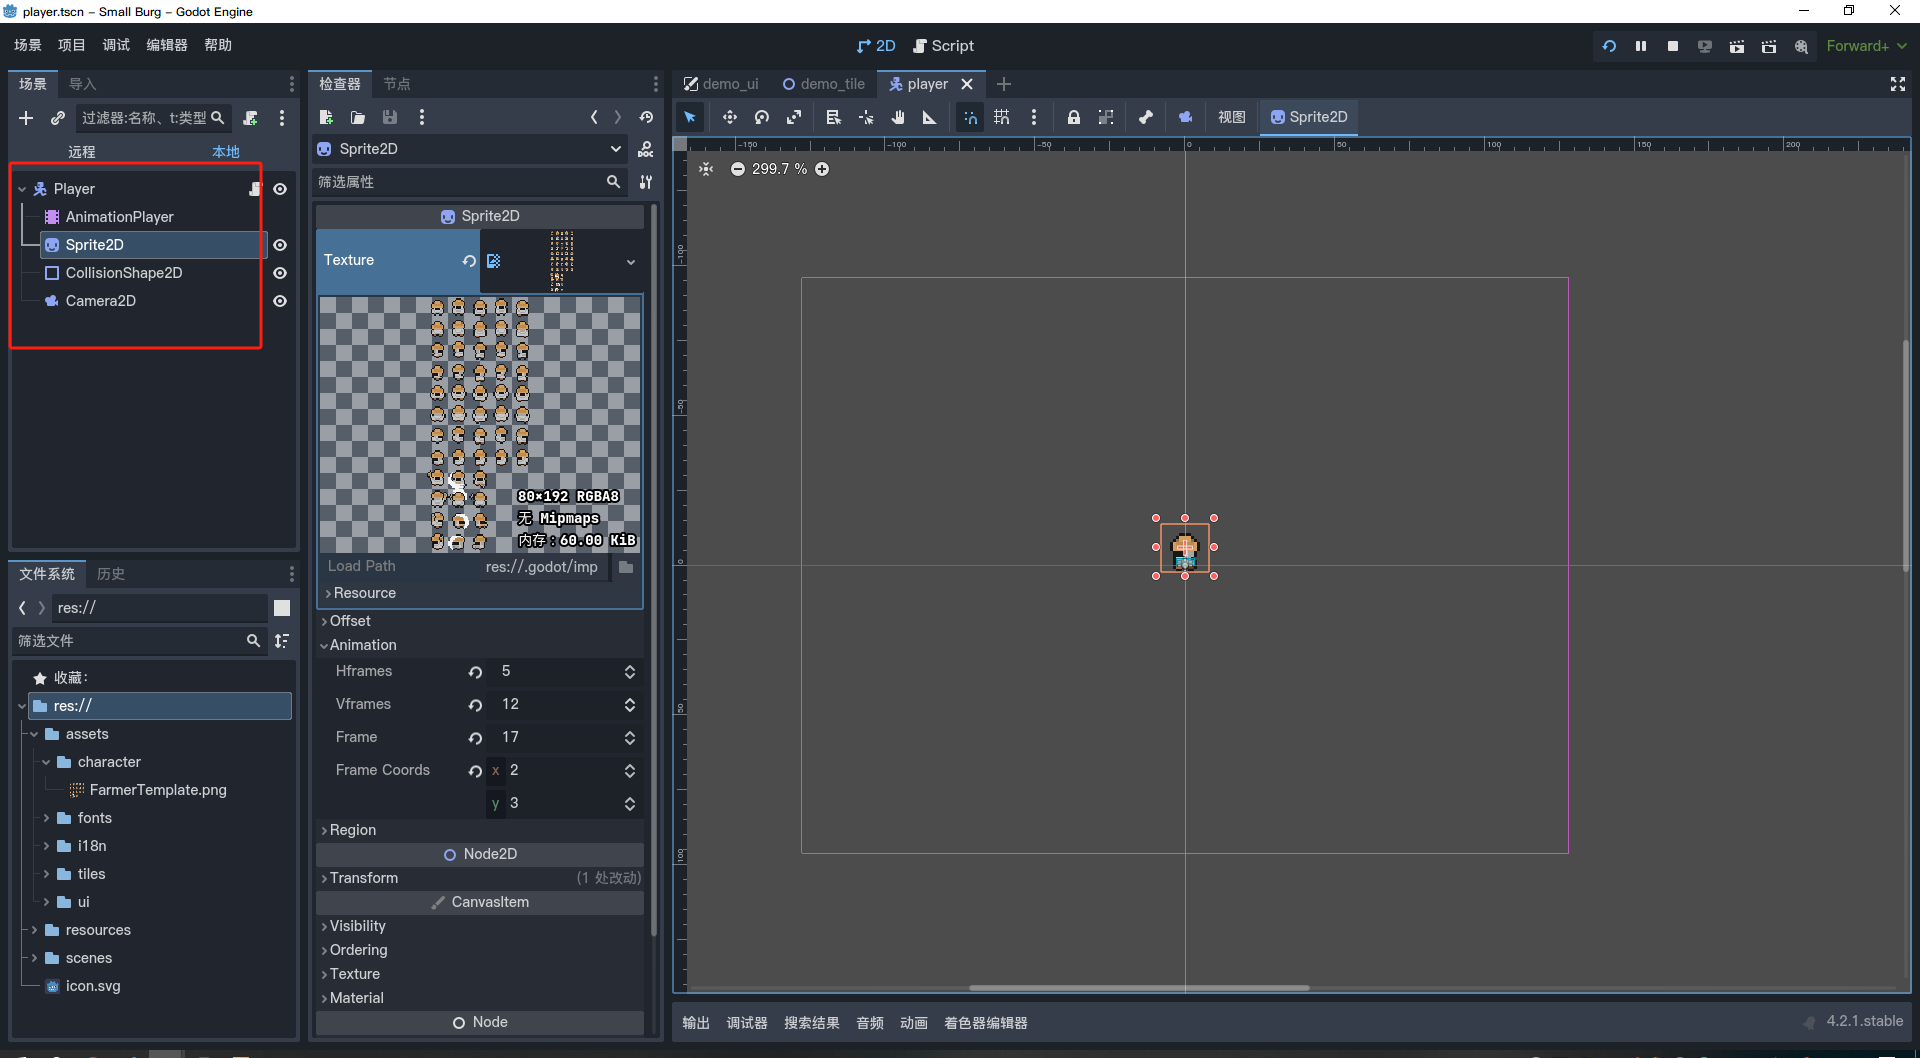 player.tscn - Small Burg - Godot Engine
场景 项目 调试 编辑器 帮助
2D Script
Forward+
场景 导入
过滤器:名称、t:类型
远程 本地
Player
AnimationPlayer
Sprite2D
CollisionShape2D
Camera2D
文件系统 历史
res://
筛选文件
收藏:
res://
assets
character
FarmerTemplate.png
fonts
i18n
tiles
ui
resources
scenes
icon.svg
检查器 节点
Sprite2D
DOC
筛选属性
Sprite2D
Texture
80×192 RGBA8
无 Mipmaps
内存：60.00 KiB
Load Path res://.godot/imp
Resource
Offset
Animation
Hframes 5
Vframes 12
Frame 17
Frame Coords x 2
y 3
Region
Node2D
Transform (1 处改动)
CanvasItem
Visibility
Ordering
Texture
Material
Node
demo_ui demo_tile player
视图 Sprite2D
-150 -100 -50 0 50 100 150 200
299.7 %
-100
-50
0
50
100
输出 调试器 搜索结果 音频 动画 着色器编辑器
4.2.1.stable